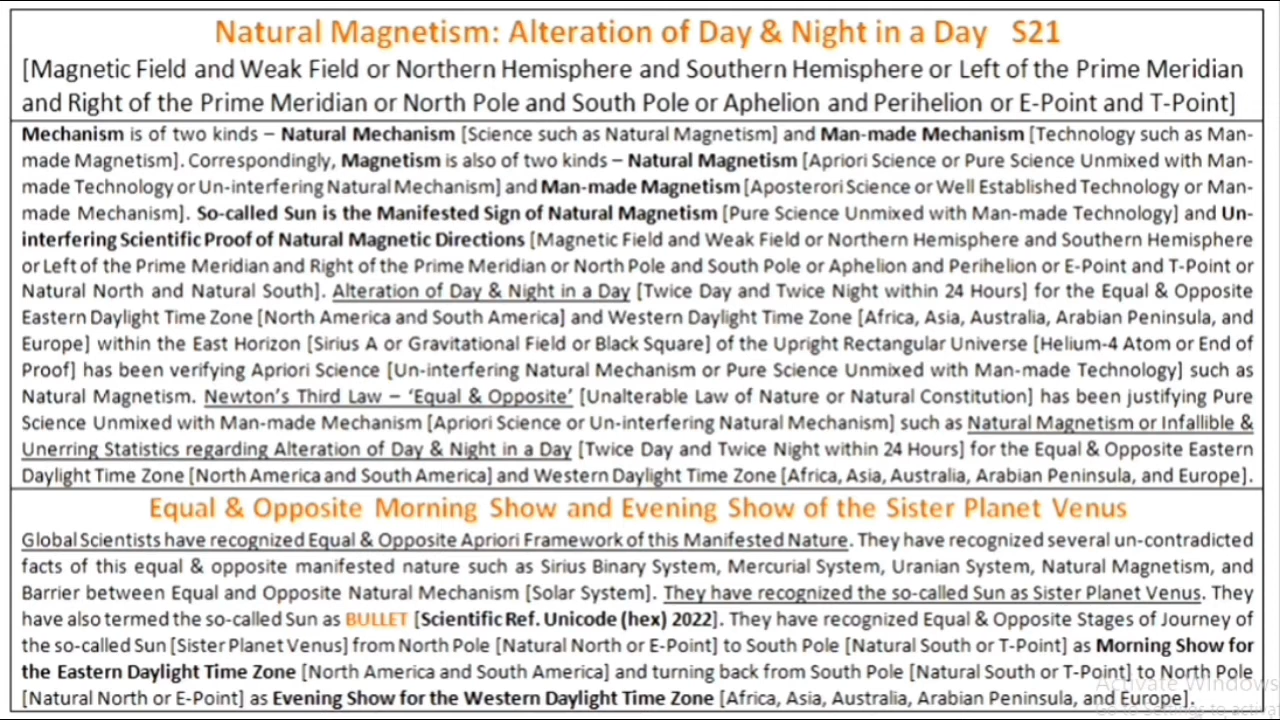 Natural Magnetism: Alteration of Day & Night in a Day S21
[Magnetic Field and Weak Field or Northern Hemisphere and Southern Hemisphere or Left of the Prime Meridian
and Right of the Prime Meridian or North Pole and South Pole or Aphelion and Perihelion or E-Point and T-Point]
Mechanism is of two kinds – Natural Mechanism [Science such as Natural Magnetism] and Man-made Mechanism [Technology such as Man-
made Magnetism]. Correspondingly, Magnetism is also of two kinds – Natural Magnetism [Apriori Science or Pure Science Unmixed with Man-
made Technology or Un-interfering Natural Mechanism] and Man-made Magnetism [Aposterori Science or Well Established Technology or Man-
made Mechanism]. So-called Sun is the Manifested Sign of Natural Magnetism [Pure Science Unmixed with Man-made Technology] and Un-
interfering Scientific Proof of Natural Magnetic Directions [Magnetic Field and Weak Field or Northern Hemisphere and Southern Hemisphere
or Left of the Prime Meridian and Right of the Prime Meridian or North Pole and South Pole or Aphelion and Perihelion or E-Point and T-Point or
Natural North and Natural South]. Alteration of Day & Night in a Day [Twice Day and Twice Night within 24 Hours] for the Equal & Opposite
Eastern Daylight Time Zone [North America and South America] and Western Daylight Time Zone [Africa, Asia, Australia, Arabian Peninsula, and
Europe] within the East Horizon [Sirius A or Gravitational Field or Black Square] of the Upright Rectangular Universe [Helium-4 Atom or End of
Proof] has been verifying Apriori Science [Un-interfering Natural Mechanism or Pure Science Unmixed with Man-made Technology] such as
Natural Magnetism. Newton's Third Law – 'Equal & Opposite' [Unalterable Law of Nature or Natural Constitution] has been justifying Pure
Science Unmixed with Man-made Mechanism [Apriori Science or Un-interfering Natural Mechanism] such as Natural Magnetism or Infallible &
Unerring Statistics regarding Alteration of Day & Night in a Day [Twice Day and Twice Night within 24 Hours] for the Equal & Opposite Eastern
Daylight Time Zone [North America and South America] and Western Daylight Time Zone [Africa, Asia, Australia, Arabian Peninsula, and Europe].
Equal & Opposite Morning Show and Evening Show of the Sister Planet Venus
Global Scientists have recognized Equal & Opposite Apriori Framework of this Manifested Nature. They have recognized several un-contradicted
facts of this equal & opposite manifested nature such as Sirius Binary System, Mercurial System, Uranian System, Natural Magnetism, and
Barrier between Equal and Opposite Natural Mechanism [Solar System]. They have recognized the so-called Sun as Sister Planet Venus. They
have also termed the so-called Sun as BULLET [Scientific Ref. Unicode (hex) 2022]. They have recognized Equal & Opposite Stages of Journey of
the so-called Sun [Sister Planet Venus] from North Pole [Natural North or E-Point] to South Pole [Natural South or T-Point] as Morning Show for
the Eastern Daylight Time Zone [North America and South America] and turning back from South Pole [Natural South or T-Point] to North Pole
[Natural North or E-Point] as Evening Show for the Western Daylight Time Zone [Africa, Asia, Australia, Arabian Peninsula, and Europe].
Activate Windows